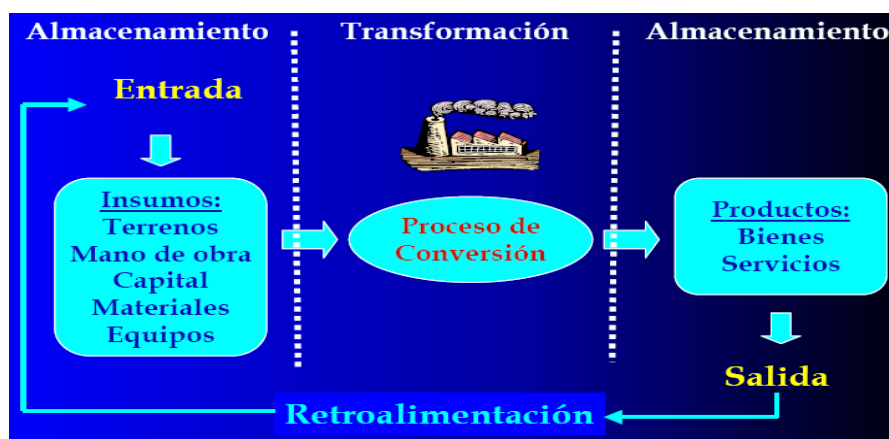 Almacenamiento
Transformación
Almacenamiento
Entrada
Insumos:
Terrenos
Mano de obra
Capital
Materiales
Equipos
Proceso de
Conversión
Productos:
Bienes
Servicios
Salida
Retroalimentación